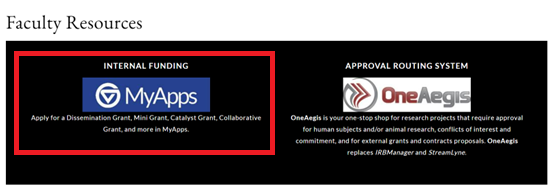 Faculty Resources
INTERNAL FUNDING
MyApps
Apply for a Dissemination Grant, Mini Grant, Catalyst Grant, Collaborative
Grant, and more in MyApps.
APPROVAL ROUTING SYSTEM
OneAegis
OneAegis is your one-stop shop for research projects that require approval
for human subjects and/or animal research, conflicts of interest and
commitment, and for external grants and contracts proposals. OneAegis
replaces IRBManager and StreamLyne.